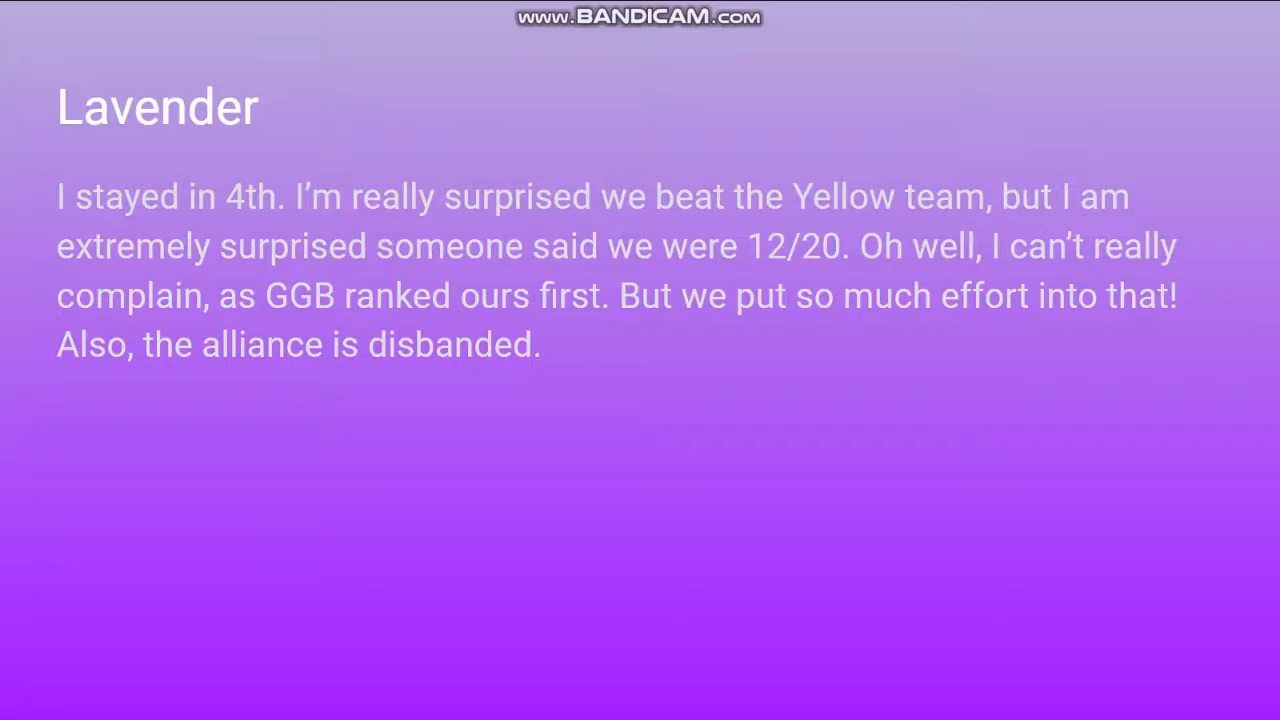 www.BANDICAM.com
Lavender
I stayed in 4th. I’m really surprised we beat the Yellow team, but I am
extremely surprised someone said we were 12/20. Oh well, I can’t really
complain, as GGB ranked ours first. But we put so much effort into that!
Also, the alliance is disbanded.